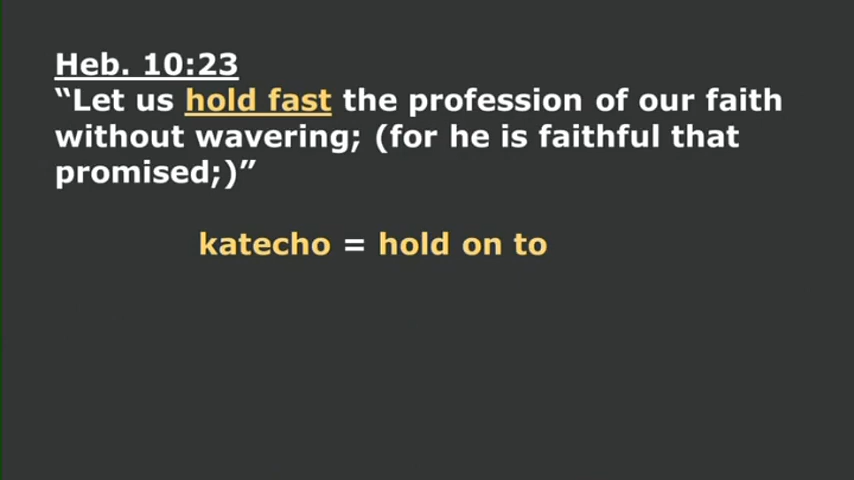 Heb. 10:23
“Let us hold fast the profession of our faith
without wavering; (for he is faithful that
promised;)”
katecho = hold on to